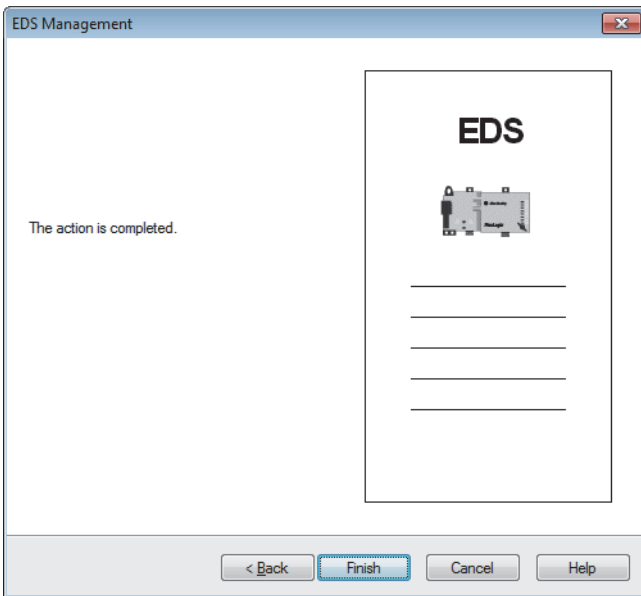 EDS Management
EDS
The action is completed.
< Back
Finish
Cancel
Help